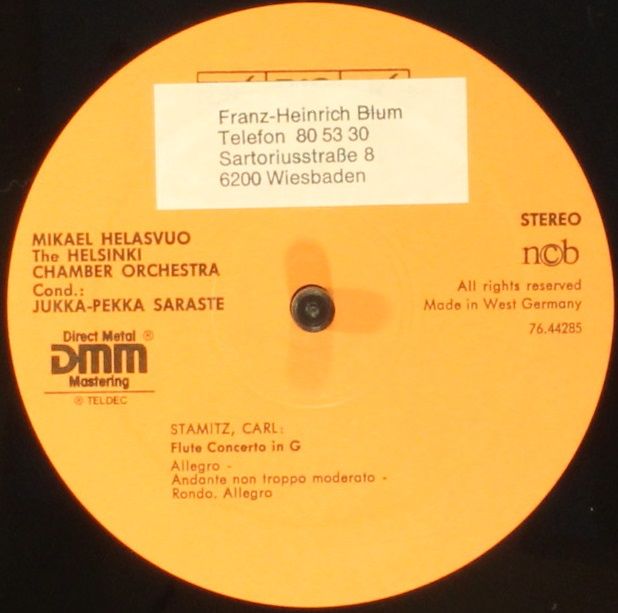 Franz-Heinrich Blum
Telefon 80 53 30
Sartoriusstraße 8
6200 Wiesbaden
MIKAEL HELASVUO
The HELSINKI
CHAMBER ORCHESTRA
Cond.:
JUKKA-PEKKA SARASTE
Direct Metal ®
DMM
Mastering
℗ TELDEC
STEREO
n©b
All rights reserved
Made in West Germany
76.44285
STAMITZ, CARL:
Flute Concerto in G
Allegro -
Andante non troppo moderato -
Rondo. Allegro